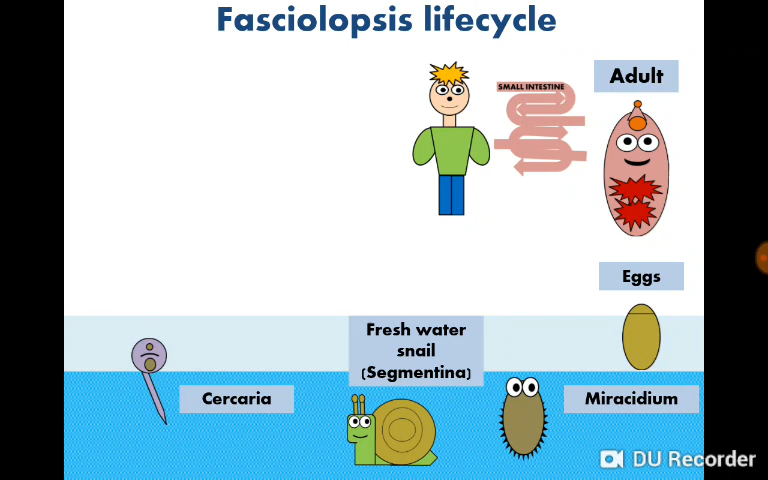 Fasciolopsis lifecycle
SMALL INTESTINE
Adult
Eggs
Fresh water
snail
(Segmentina)
Cercaria
Miracidium
DU Recorder